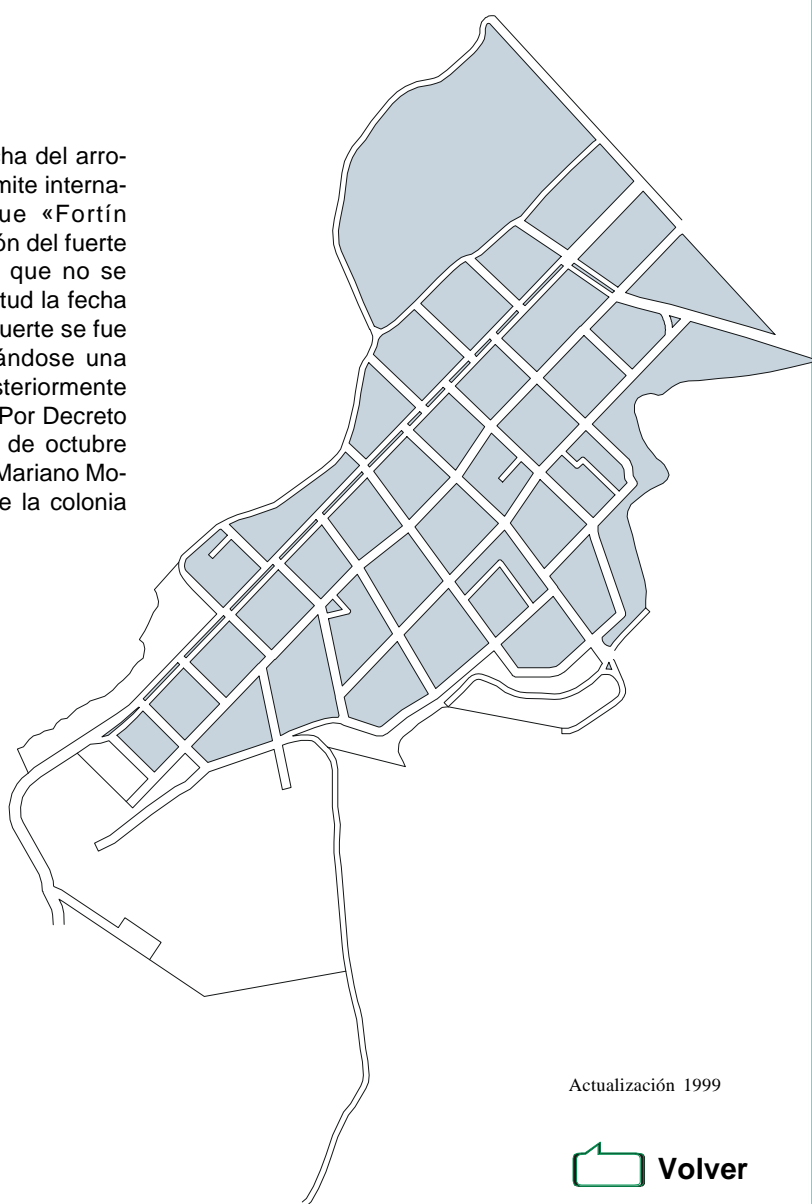 cha del arro-
mite interna-
ue «Fortín
ón del fuerte
que no se
tud la fecha
uerte se fue
ándose una
steriormente
Por Decreto
de octubre
Mariano Mo-
e la colonia
Actualización 1999
Volver